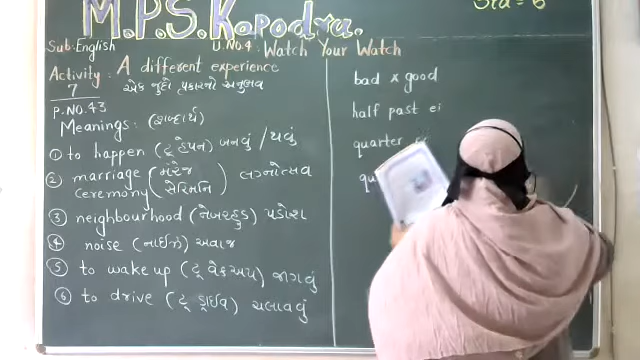 M.P.S. Kapodra.
Std = 6
Sub: English
U.No.4: Watch Your Watch
Activity: A different experience
7
એક જુદો પ્રકારનો અનુભવ
P.NO.43
Meanings: (શબ્દાર્થ)
① to happen (ટૂ હેપન) બનવું / થવું
② marriage ceremony (મેરેજ સેરિમનિ) લગ્નોત્સવ
③ neighbourhood (નેબરહુડ) પડોશ
④ noise (નોઈઝ) અવાજ
⑤ to wake up (ટૂ વેકઅપ) જાગવું
⑥ to drive (ટૂ ડ્રાઈવ) ચલાવવું
bad × good
half past ei
quarter
qu